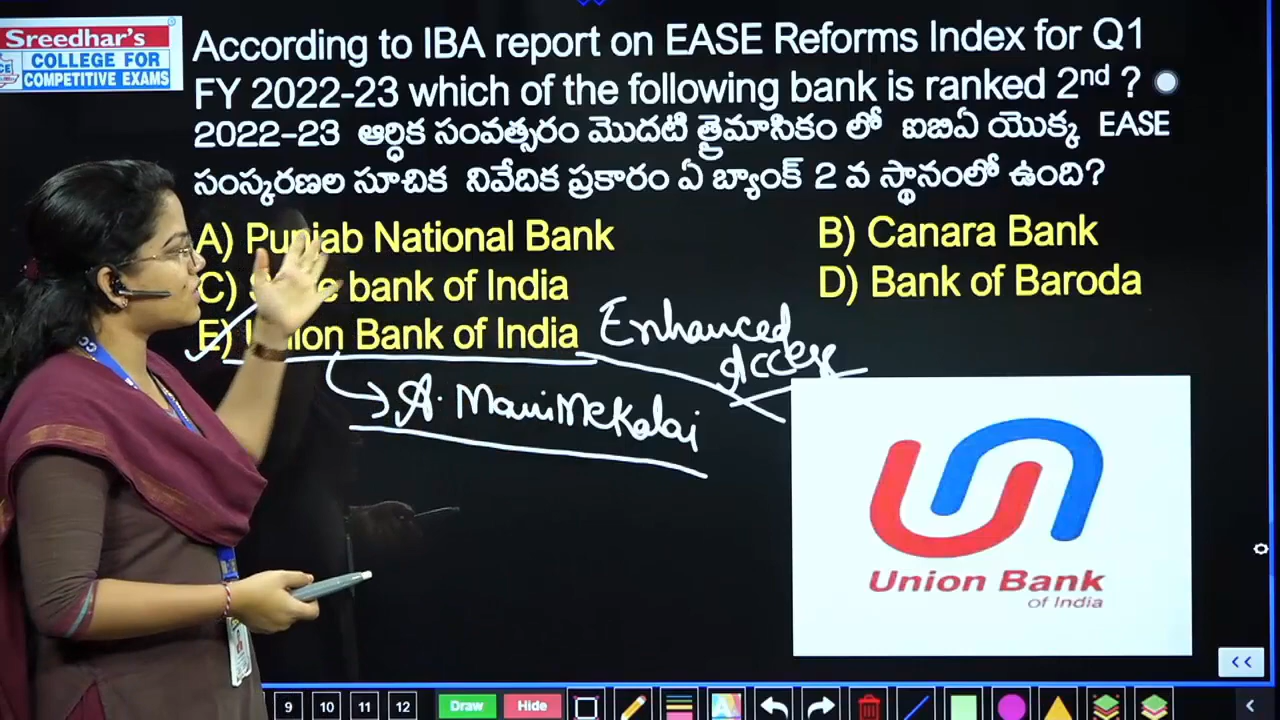 Sreedhar's
CE
COLLEGE FOR
COMPETITIVE EXAMS
According to IBA report on EASE Reforms Index for Q1
FY 2022-23 which of the following bank is ranked 2nd ?
2022-23 ఆర్థిక సంవత్సరం మొదటి త్రైమాసికం లో ఐబిఏ యొక్క EASE
సంస్కరణల సూచిక నివేదిక ప్రకారం ఏ బ్యాంక్ 2 వ స్థానంలో ఉంది?
A) Punjab National Bank
B) Canara Bank
C) bank of India
D) Bank of Baroda
E) Union Bank of India
Enhanced
Access
A. ManiMekalai
Union Bank
of India
<<
9 10 11 12 Draw Hide